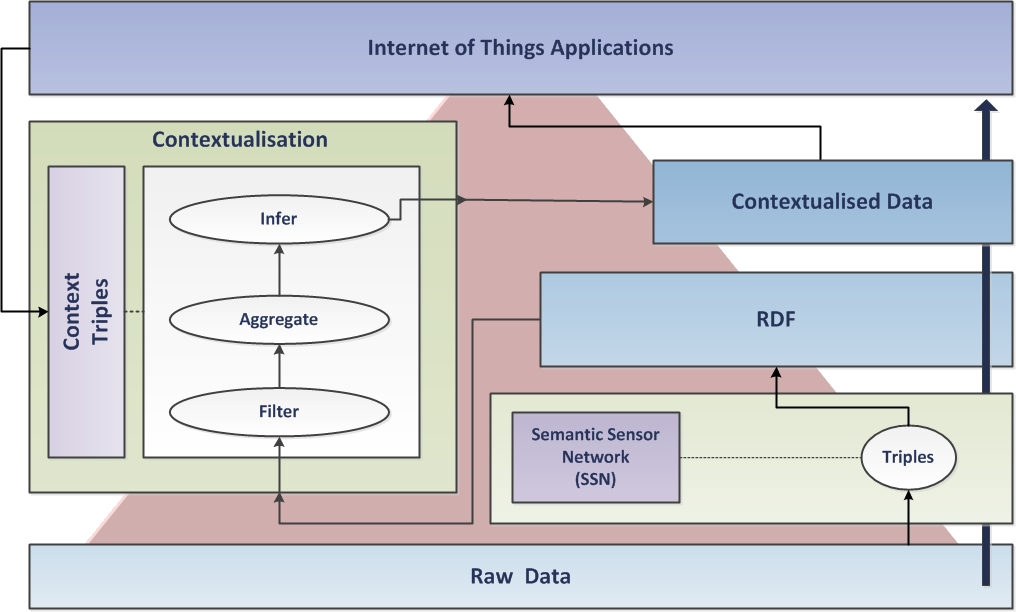 Internet of Things Applications
Contextualisation
Context
Triples
Infer
Aggregate
Filter
Contextualised Data
RDF
Semantic Sensor
Network
(SSN)
Triples
Raw Data